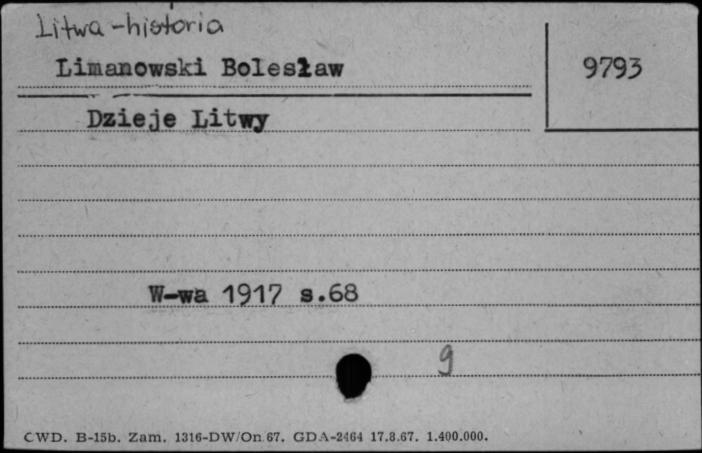 Litwa-historia
Limanowski Bolesław
9793
Dzieje Litwy
W-wa 1917 s.68
9
CWD. B-15b. Zam. 1316-DW/On 67. GDA-2464 17.8.67. 1.400.000.